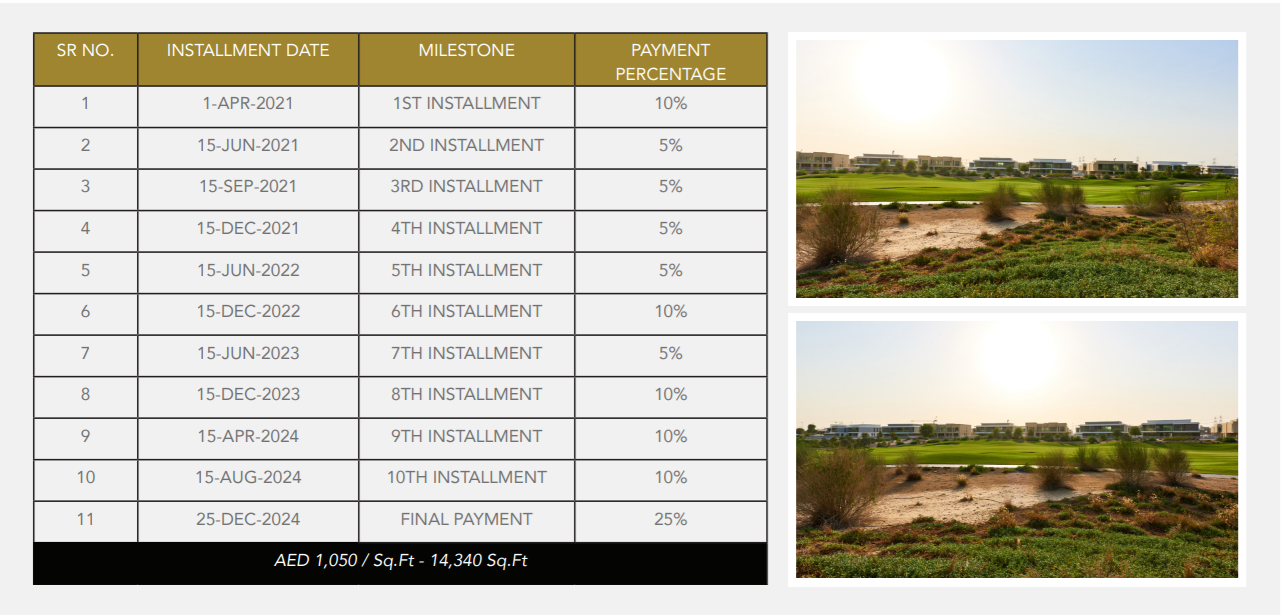 SR NO. INSTALLMENT DATE MILESTONE PAYMENT PERCENTAGE
1 1-APR-2021 1ST INSTALLMENT 10%
2 15-JUN-2021 2ND INSTALLMENT 5%
3 15-SEP-2021 3RD INSTALLMENT 5%
4 15-DEC-2021 4TH INSTALLMENT 5%
5 15-JUN-2022 5TH INSTALLMENT 5%
6 15-DEC-2022 6TH INSTALLMENT 10%
7 15-JUN-2023 7TH INSTALLMENT 5%
8 15-DEC-2023 8TH INSTALLMENT 10%
9 15-APR-2024 9TH INSTALLMENT 10%
10 15-AUG-2024 10TH INSTALLMENT 10%
11 25-DEC-2024 FINAL PAYMENT 25%
AED 1,050 / Sq.Ft - 14,340 Sq.Ft